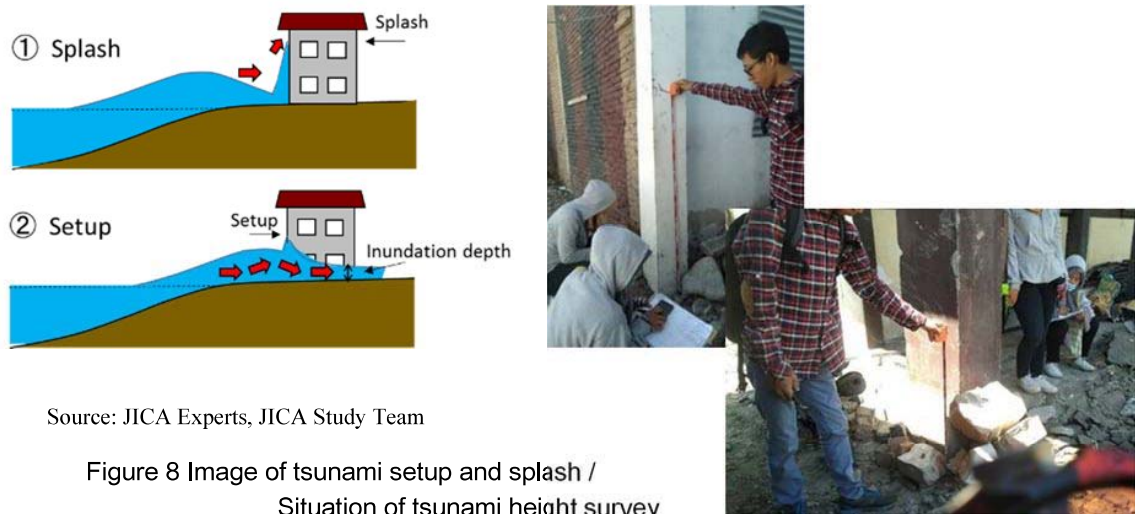 ① Splash
Splash
② Setup
Setup
Inundation depth
Source: JICA Experts, JICA Study Team
Figure 8 Image of tsunami setup and splash /
Situation of tsunami height survey